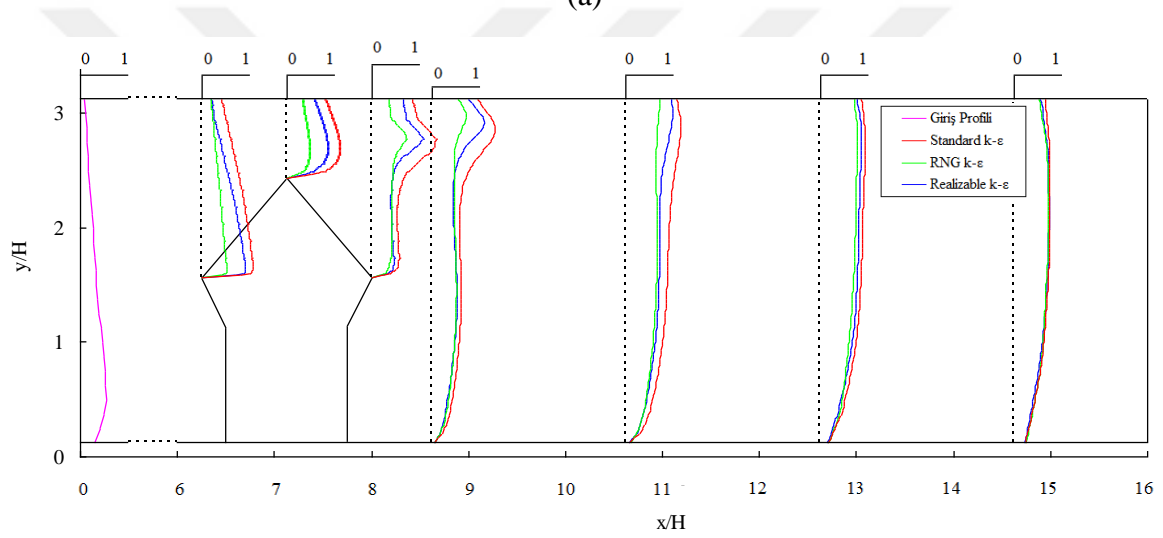 (a)
0 1
0 1
0 1
0 1
0 1
0 1
0 1
0 1
Giriş Profili
Standard k-ε
RNG k-ε
Realizable k-ε
3
2
1
0
y/H
0 6 7 8 9 10 11 12 13 14 15 16
x/H